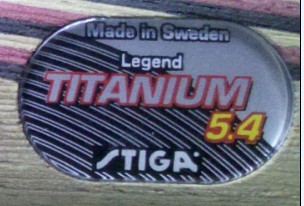 Made in Sweden
Legend
TITANIUM
5.4
STIGA